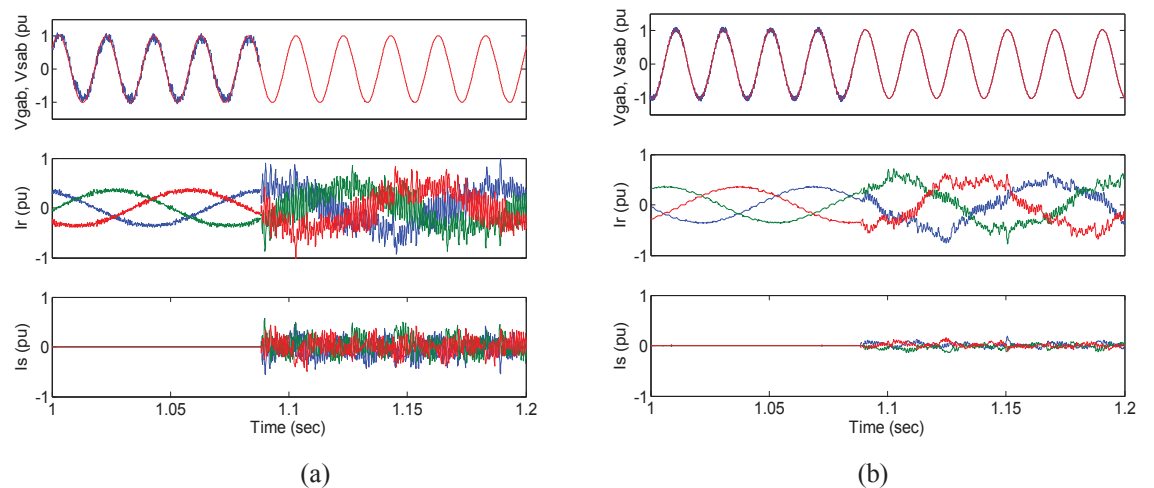 Vgab, Vsab (pu
1
0
-1
Ir (pu)
1
0
-1
Is (pu)
1
0
-1
1
1.05
1.1
1.15
1.2
Time (sec)
(a)
Vgab, Vsab (pu
1
0
-1
Ir (pu)
1
0
-1
Is (pu)
1
0
-1
1
1.05
1.1
1.15
1.2
Time (sec)
(b)